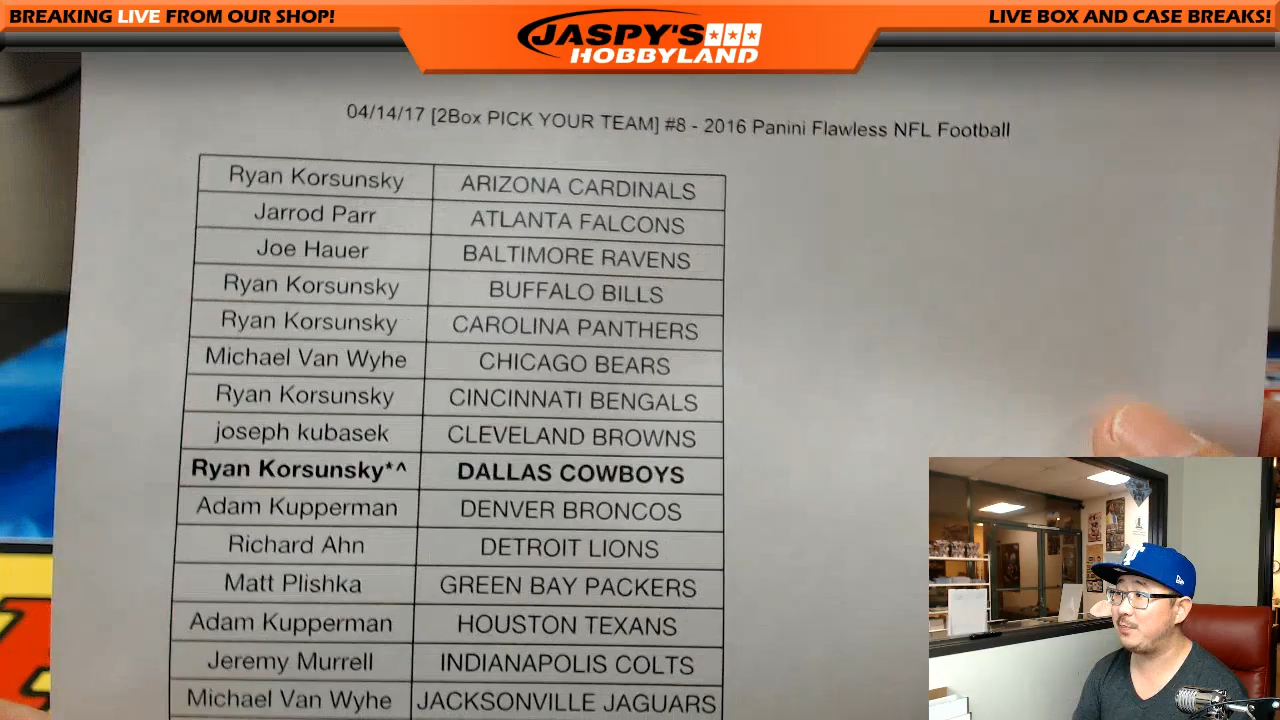 BREAKING LIVE FROM OUR SHOP!
JASPY'S
HOBBYLAND
LIVE BOX AND CASE BREAKS!
04/14/17 [2Box PICK YOUR TEAM] #8 - 2016 Panini Flawless NFL Football
Ryan Korsunsky ARIZONA CARDINALS
Jarrod Parr ATLANTA FALCONS
Joe Hauer BALTIMORE RAVENS
Ryan Korsunsky BUFFALO BILLS
Ryan Korsunsky CAROLINA PANTHERS
Michael Van Wyhe CHICAGO BEARS
Ryan Korsunsky CINCINNATI BENGALS
joseph kubasek CLEVELAND BROWNS
Ryan Korsunsky*^ DALLAS COWBOYS
Adam Kupperman DENVER BRONCOS
Richard Ahn DETROIT LIONS
Matt Plishka GREEN BAY PACKERS
Adam Kupperman HOUSTON TEXANS
Jeremy Murrell INDIANAPOLIS COLTS
Michael Van Wyhe JACKSONVILLE JAGUARS